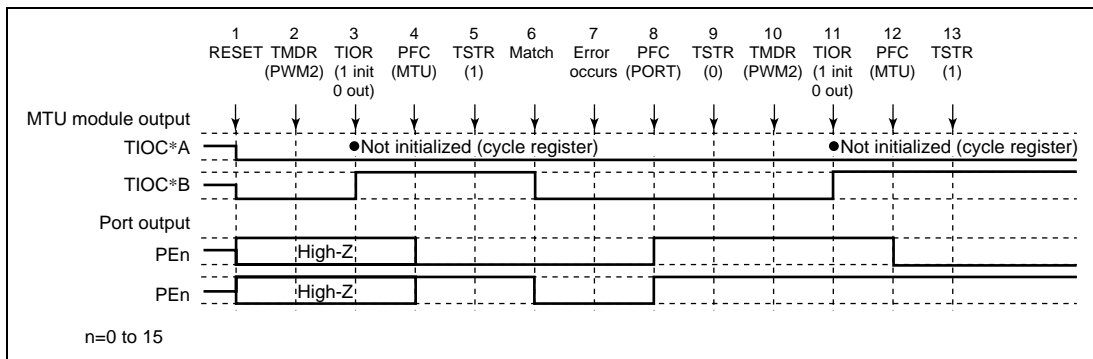 1 2 3 4 5 6 7 8 9 10 11 12 13
RESET TMDR TIOR PFC TSTR Match Error PFC TSTR TMDR TIOR PFC TSTR
(PWM2) (1 init (MTU) (1) occurs (PORT) (0) (PWM2) (1 init (MTU) (1)
0 out) 0 out)
MTU module output
TIOC*A ●Not initialized (cycle register) ●Not initialized (cycle register)
TIOC*B
Port output
PEn High-Z
PEn High-Z
n=0 to 15